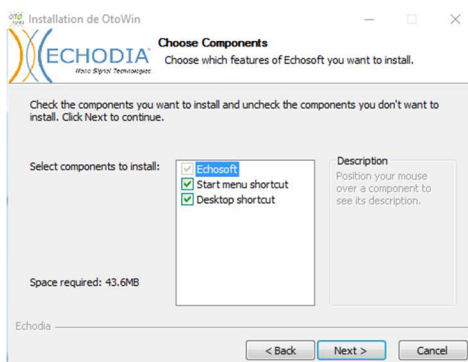 Installation de OtoWin
ECHODIA
Nano Signal Technologies
Choose Components
Choose which features of Echosoft you want to install.
Check the components you want to install and uncheck the components you don't want to
install. Click Next to continue.
Select components to install:
Echosoft
Start menu shortcut
Desktop shortcut
Description
Position your mouse
over a component to
see its description.
Space required: 43.6MB
Echodia
< Back
Next >
Cancel